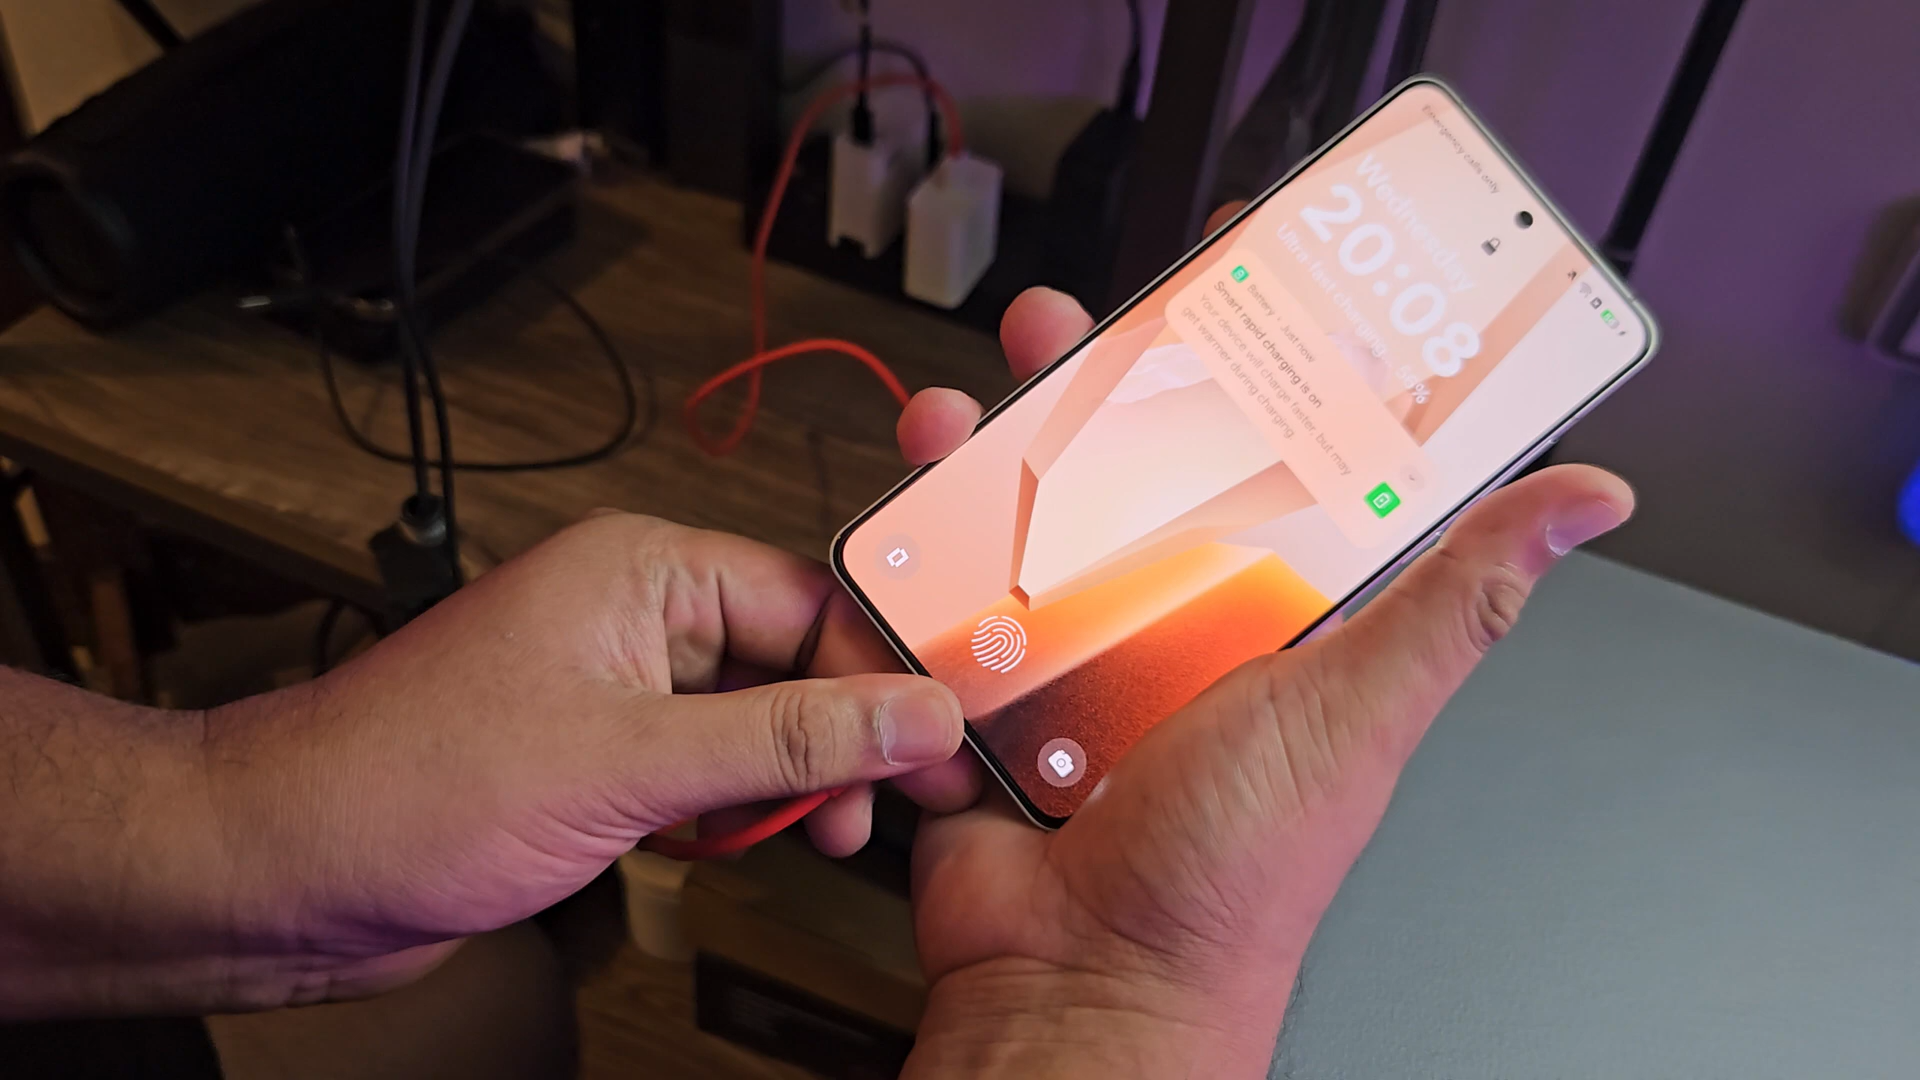 Emergency calls only
Wednesday
20:08
Ultra-fast charging...
Battery • Just now
Smart rapid charging is on
Your device will charge faster, but may
get warmer during charging.